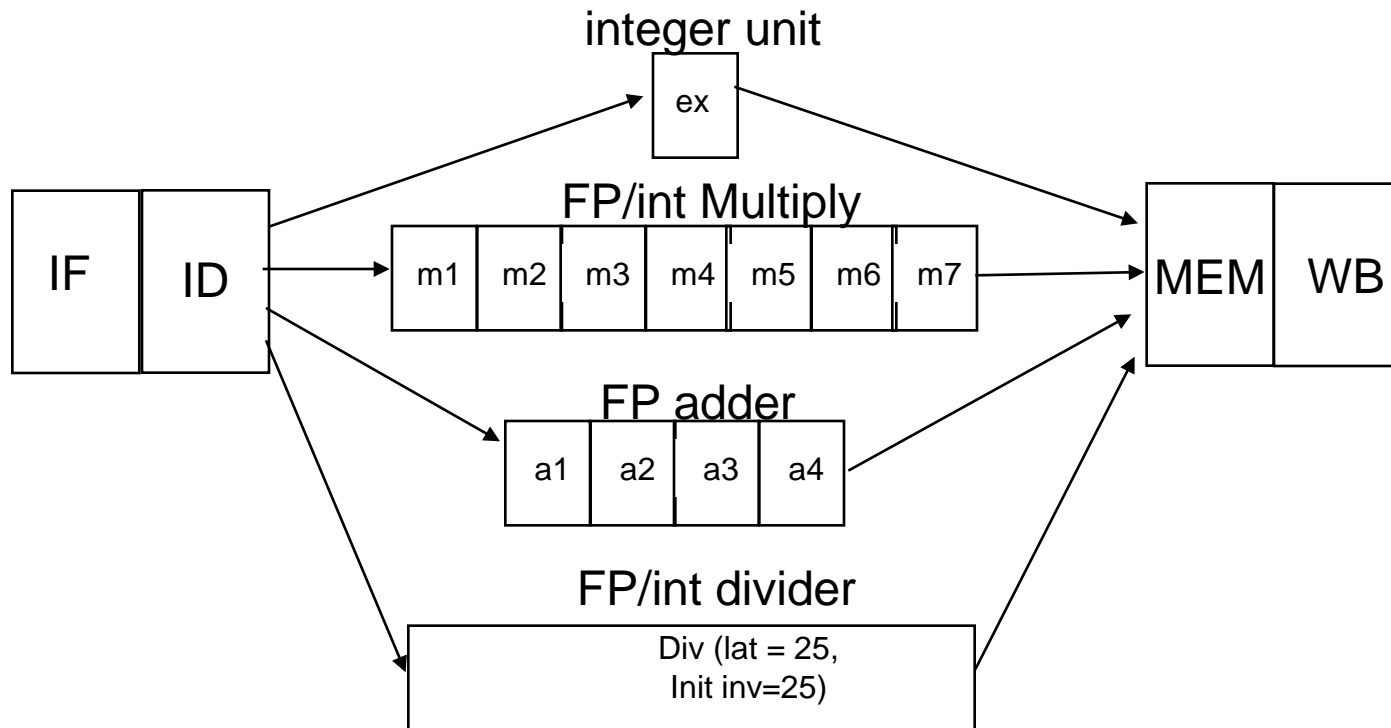 integer unit
ex
FP/int Multiply
IF
ID
m1
m2
m3
m4
m5
m6
m7
MEM
WB
FP adder
a1
a2
a3
a4
FP/int divider
Div (lat = 25,
Init inv=25)